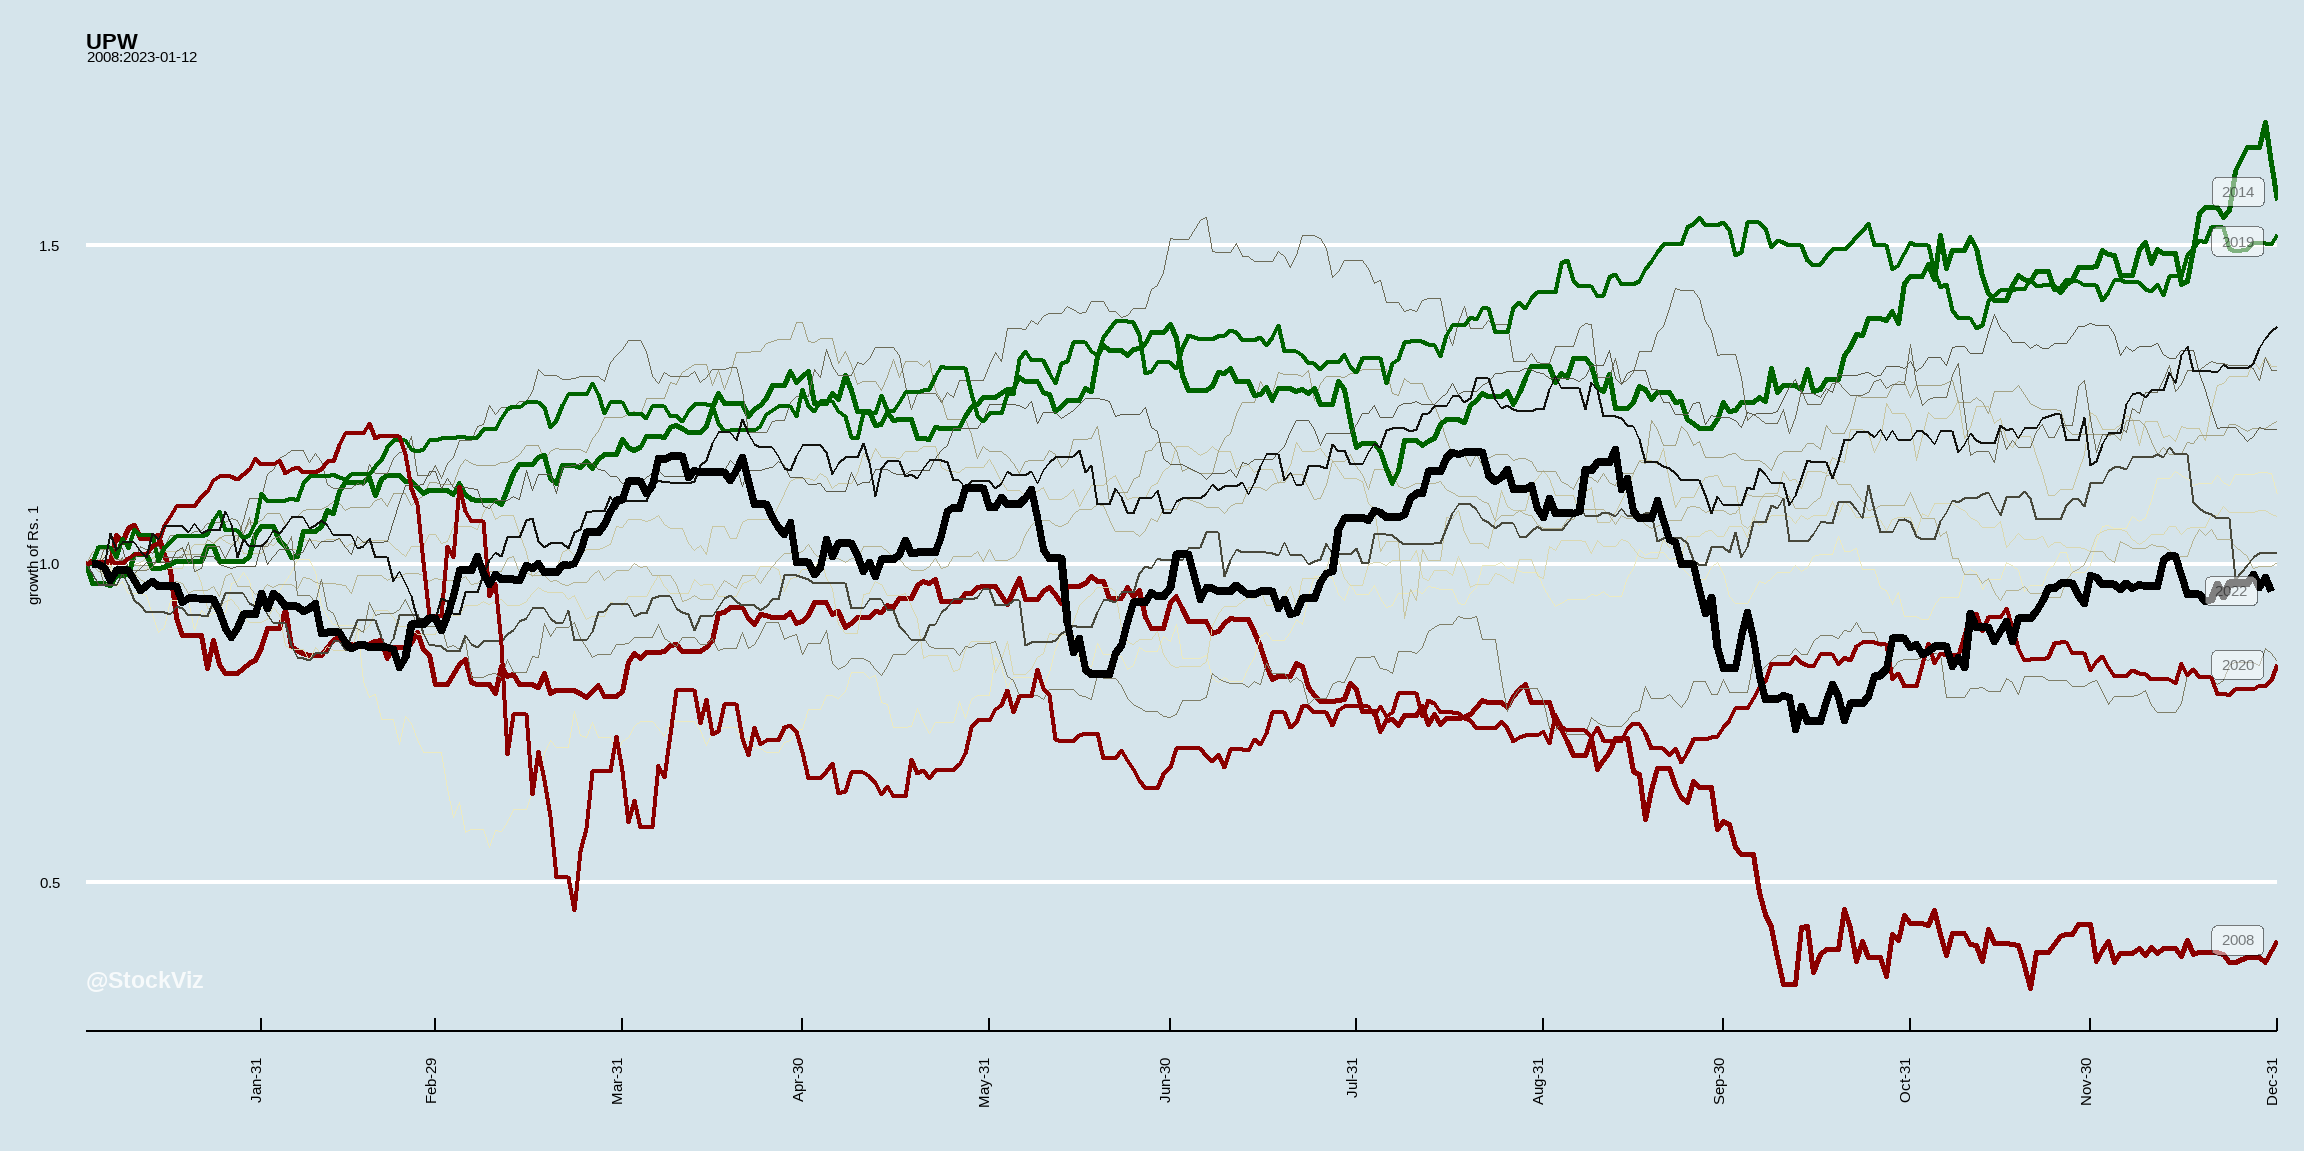 UPW
2008:2023-01-12
growth of Rs. 1
1.5
1.0
0.5
2014
2019
2022
2020
2008
@StockViz
Jan-31
Feb-29
Mar-31
Apr-30
May-31
Jun-30
Jul-31
Aug-31
Sep-30
Oct-31
Nov-30
Dec-31